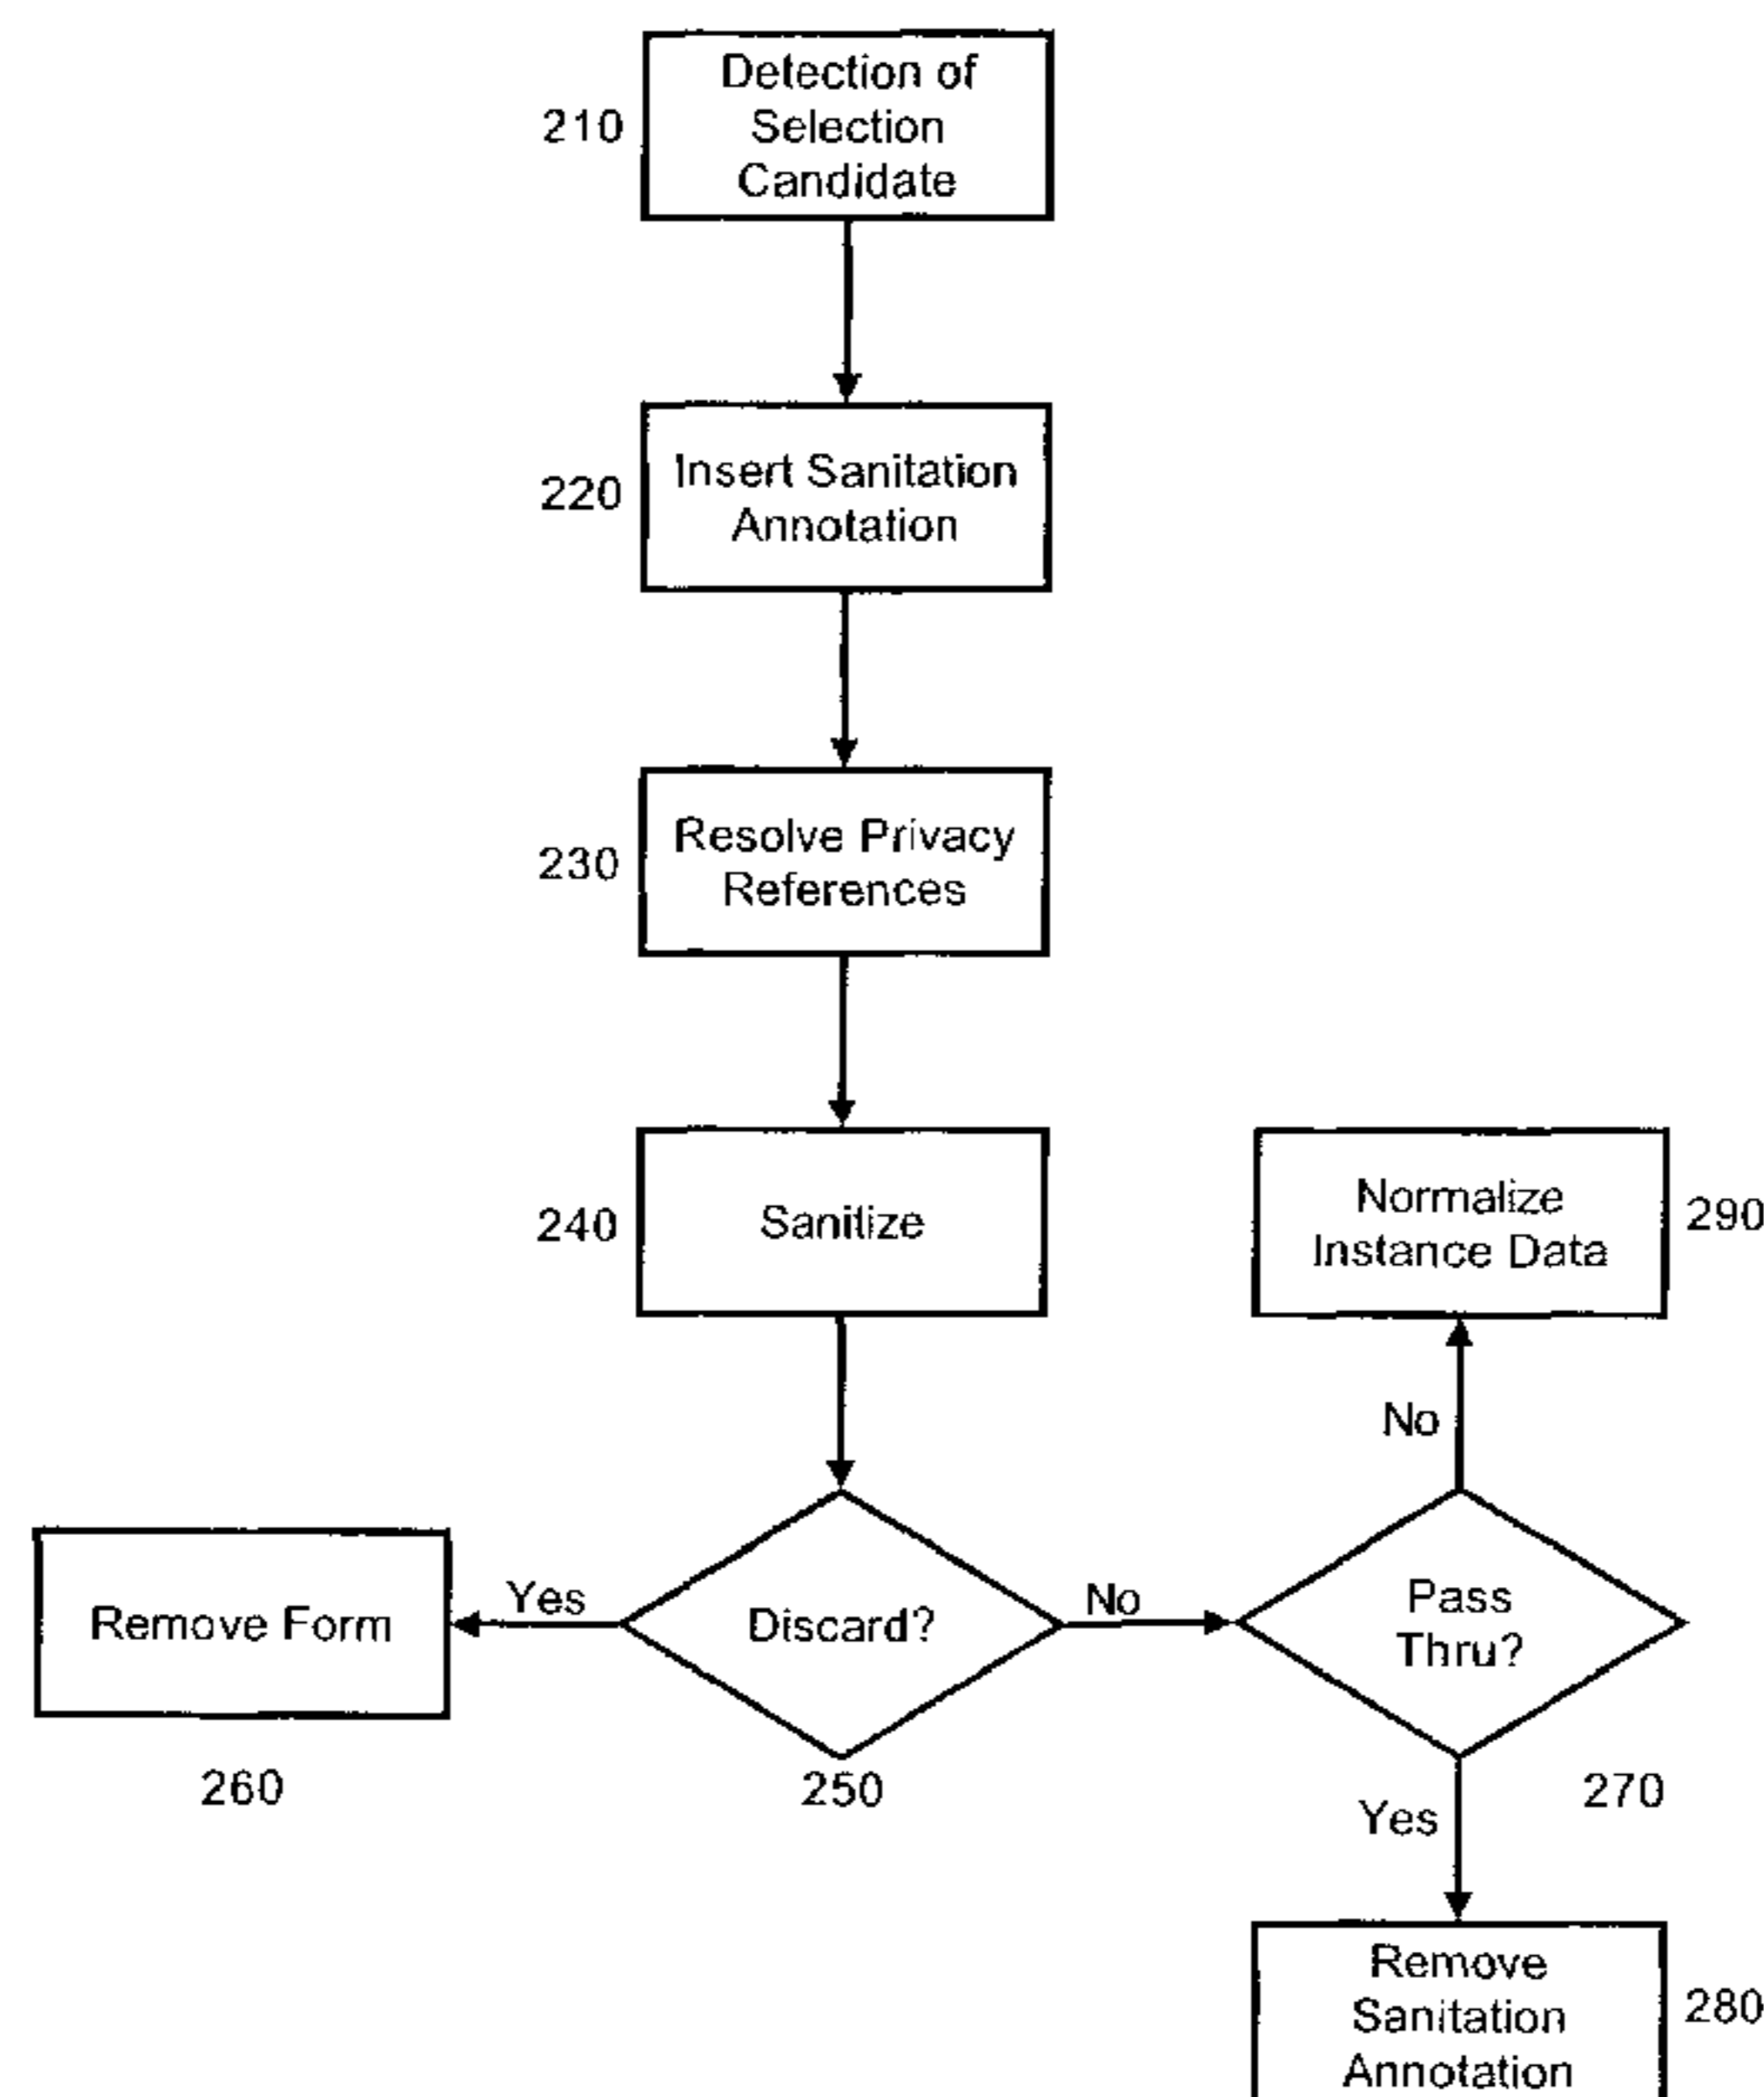 Detection of
Selection
Candidate
210
Insert Sanitation
Annotation
220
Resolve Privacy
References
230
Sanitize
240
Normalize
Instance Data
290
No
Remove Form
260
Yes
Discard?
250
No
Pass
Thru?
270
Yes
Remove
Sanitation
Annotation
280